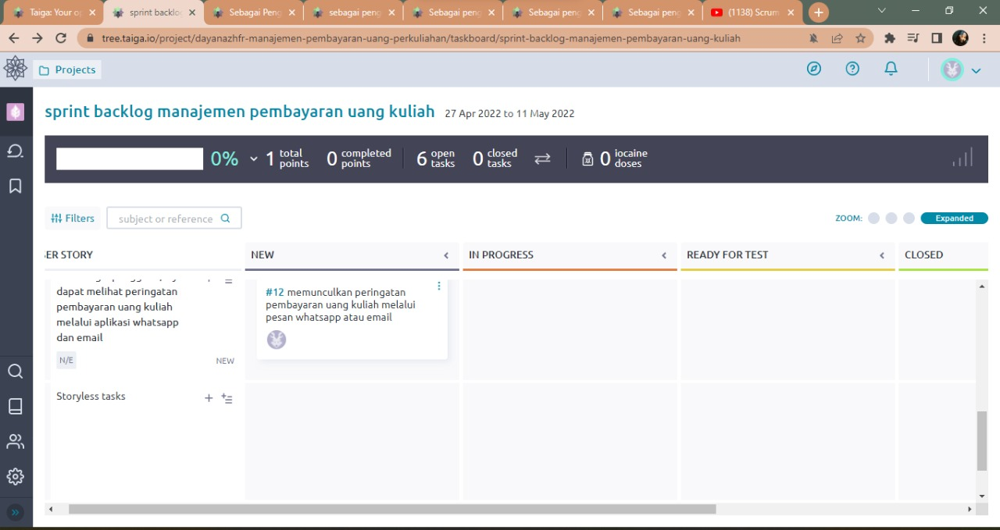 Taiga: Your o
sprint backlo
Sebagai Peng
sebagai peng
Sebagai peng
Sebagai peng
Sebagai peng
(1138) Scrum
tree.taiga.io/project/dayanazhfr-manajemen-pembayaran-uang-perkuliahan/taskboard/sprint-backlog-manajemen-pembayaran-uang-kuliah
Projects
sprint backlog manajemen pembayaran uang kuliah 27 Apr 2022 to 11 May 2022
0% 1 total points 0 completed points 6 open tasks 0 closed tasks 0 iocaine doses
Filters
subject or reference
ZOOM: Expanded
ER STORY
NEW
IN PROGRESS
READY FOR TEST
CLOSED
dapat melihat peringatan
pembayaran uang kuliah
melalui aplikasi whatsapp
dan email
N/E
NEW
#12 memunculkan peringatan
pembayaran uang kuliah melalui
pesan whatsapp atau email
Storyless tasks